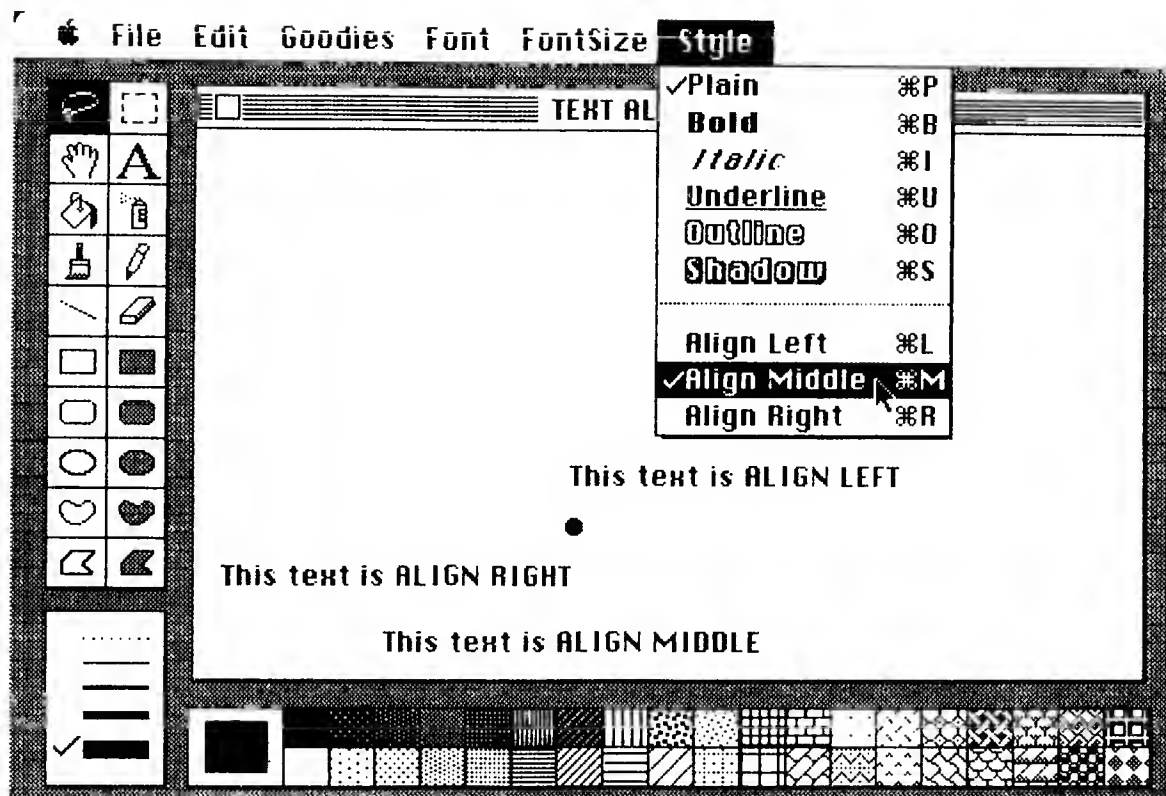 File Edit Goodies Font FontSize Style
TEXT AL
✓Plain ⌘P
Bold ⌘B
Italic ⌘I
Underline ⌘U
Outline ⌘O
Shadow ⌘S
Align Left ⌘L
✓Align Middle ⌘M
Align Right ⌘R
A
This text is ALIGN LEFT
This text is ALIGN RIGHT
This text is ALIGN MIDDLE